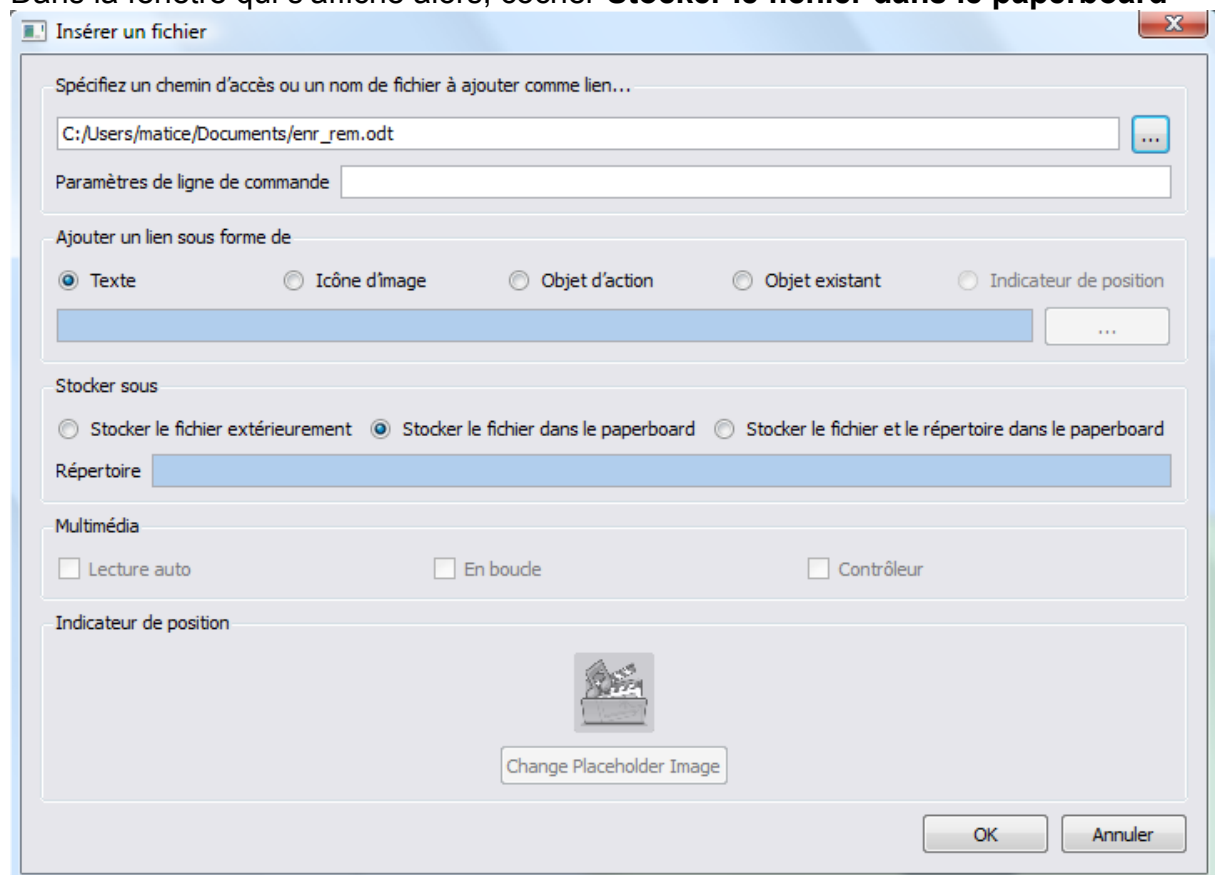 Dans la fenêtre qui s'affiche alors, cocher Stocker le fichier dans le paperboard
Insérer un fichier
Spécifiez un chemin d'accès ou un nom de fichier à ajouter comme lien...
C:/Users/matice/Documents/enr_rem.odt ...
Paramètres de ligne de commande
Ajouter un lien sous forme de
Texte Icône d'image Objet d'action Objet existant Indicateur de position
...
Stocker sous
Stocker le fichier extérieurement Stocker le fichier dans le paperboard Stocker le fichier et le répertoire dans le paperboard
Répertoire
Multimédia
Lecture auto En boucle Contrôleur
Indicateur de position
Change Placeholder Image
OK Annuler